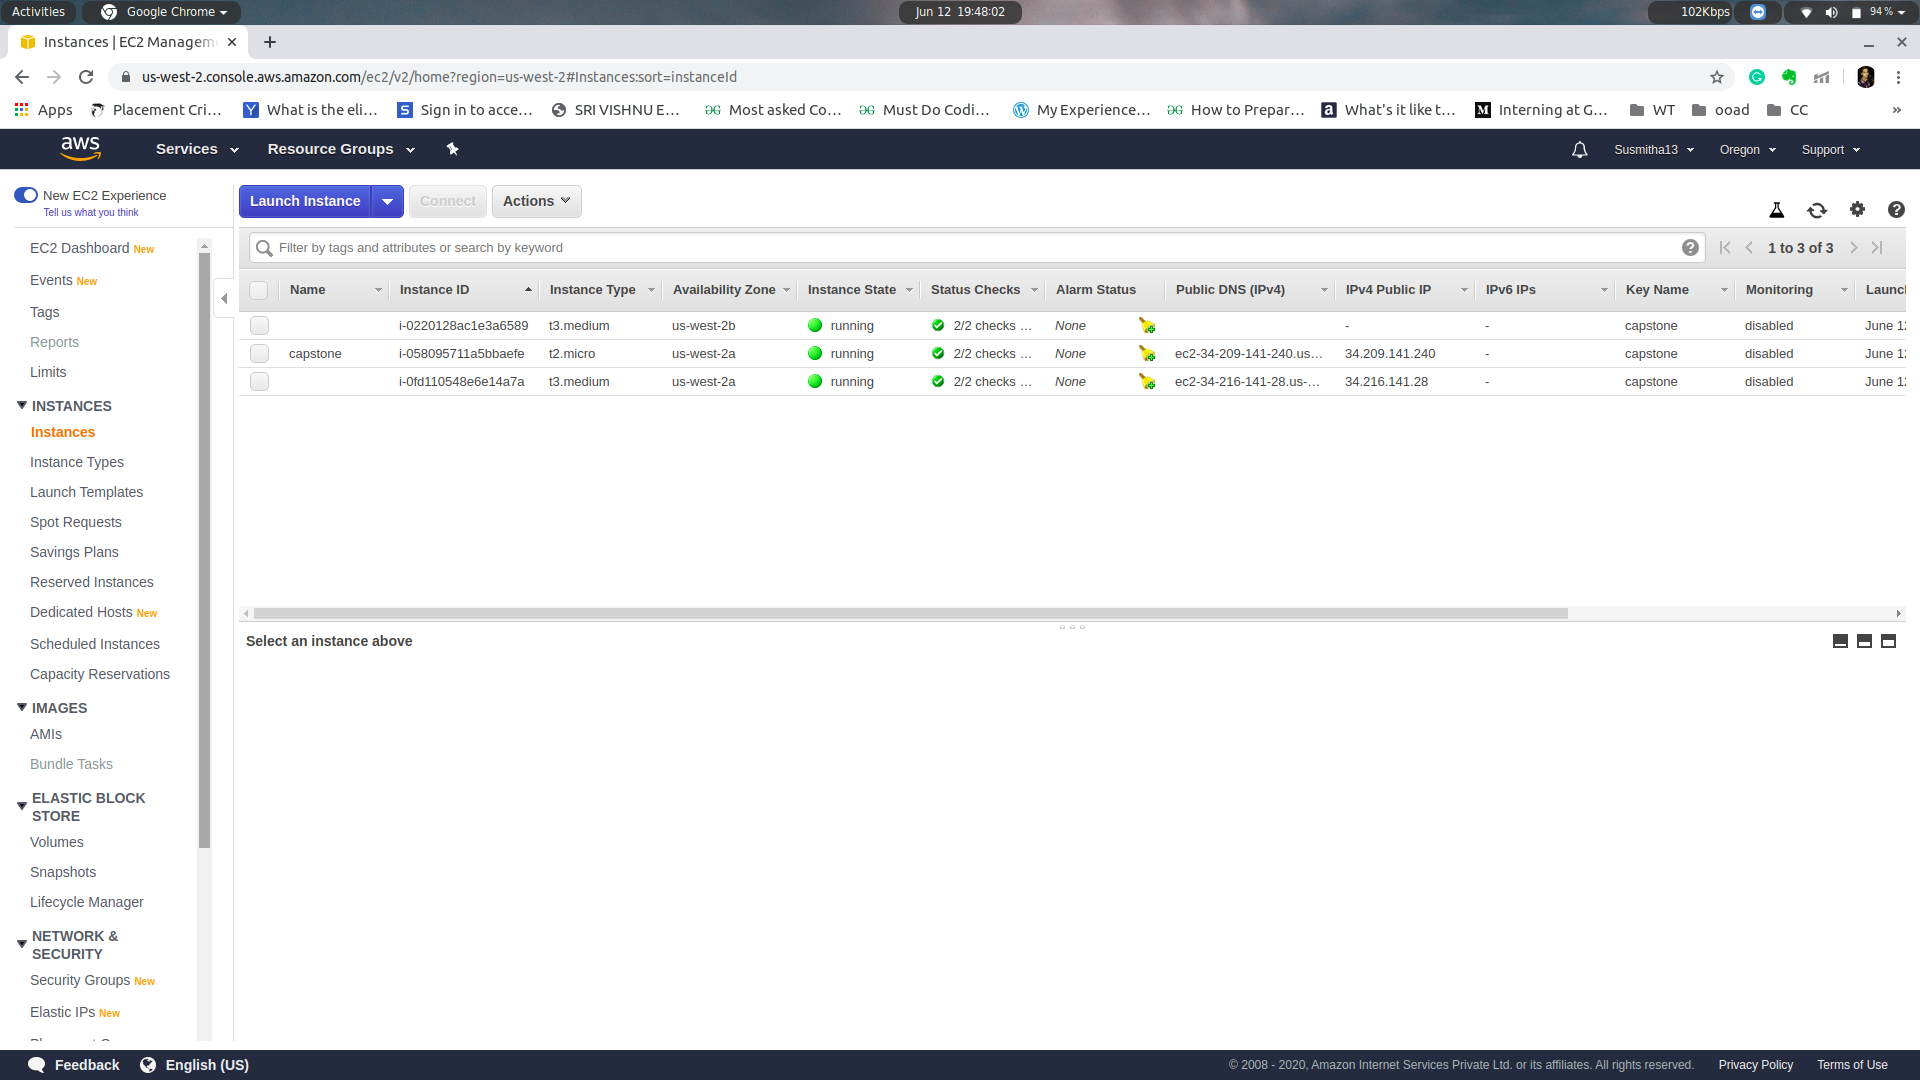 Activities Google Chrome Jun 12 19:48:02 102Kbps 94 %
Instances | EC2 Managem
us-west-2.console.aws.amazon.com/ec2/v2/home?region=us-west-2#Instances:sort=instanceId
Apps Placement Cri... What is the eli... Sign in to acce... SRI VISHNU E... Most asked Co... Must Do Codi... My Experience... How to Prepar... What's it like t... Interning at G... WT ooad CC »
aws Services Resource Groups Susmitha13 Oregon Support
New EC2 Experience
Tell us what you think
EC2 Dashboard New
Events New
Tags
Reports
Limits
INSTANCES
Instances
Instance Types
Launch Templates
Spot Requests
Savings Plans
Reserved Instances
Dedicated Hosts New
Scheduled Instances
Capacity Reservations
IMAGES
AMIs
Bundle Tasks
ELASTIC BLOCK
STORE
Volumes
Snapshots
Lifecycle Manager
NETWORK &
SECURITY
Security Groups New
Elastic IPs New
Launch Instance Connect Actions
Filter by tags and attributes or search by keyword 1 to 3 of 3
Name Instance ID Instance Type Availability Zone Instance State Status Checks Alarm Status Public DNS (IPv4) IPv4 Public IP IPv6 IPs Key Name Monitoring Launc
i-0220128ac1e3a6589 t3.medium us-west-2b running 2/2 checks ... None - - capstone disabled June 12
capstone i-058095711a5bbaefe t2.micro us-west-2a running 2/2 checks ... None ec2-34-209-141-240.us... 34.209.141.240 - capstone disabled June 12
i-0fd110548e6e14a7a t3.medium us-west-2a running 2/2 checks ... None ec2-34-216-141-28.us-... 34.216.141.28 - capstone disabled June 12
Select an instance above
Feedback English (US) © 2008 - 2020, Amazon Internet Services Private Ltd. or its affiliates. All rights reserved. Privacy Policy Terms of Use